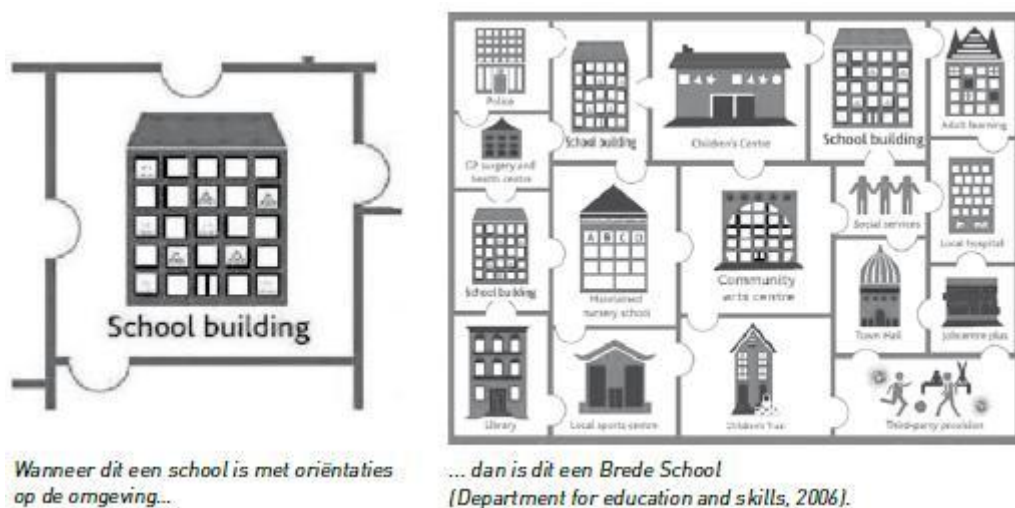 School building
Police
School building
Children's Centre
School building
Adult learning
GP surgery and
health centre
Social services
Local hospital
School building
Maintained
nursery school
Community
arts centre
Town Hall
Jobcentre plus
Library
Local sports centre
Children's Trust
Third-party provision
A B C D
Wanneer dit een school is met oriëntaties
op de omgeving...
... dan is dit een Brede School
(Department for education and skills, 2006).